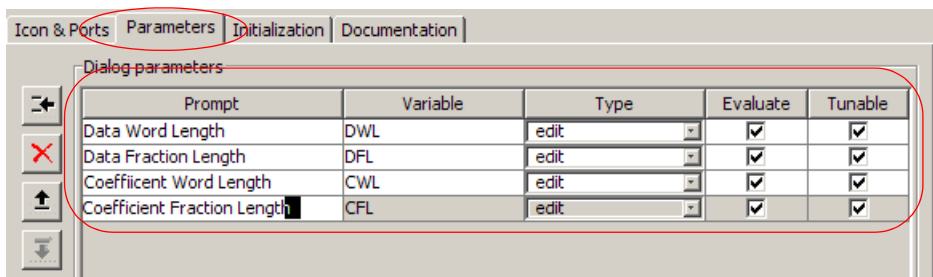 Icon & Ports Parameters Initialization Documentation
Dialog parameters
Prompt Variable Type Evaluate Tunable
Data Word Length DWL edit
Data Fraction Length DFL edit
Coeffiicent Word Length CWL edit
Coefficient Fraction Length CFL edit